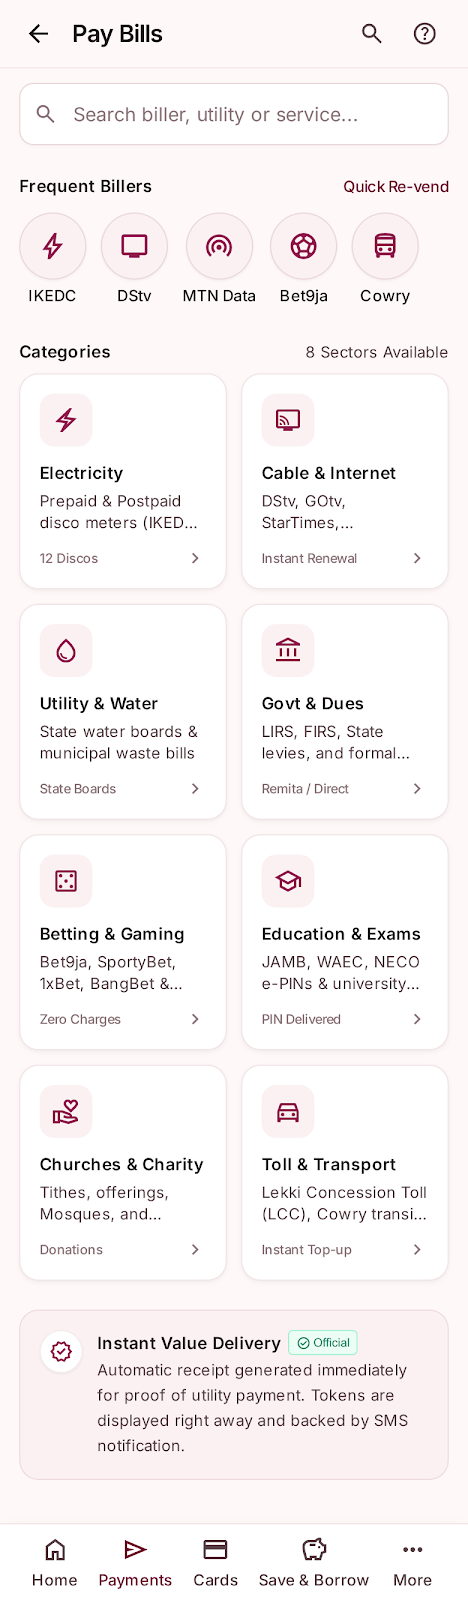 Pay Bills
Search biller, utility or service...
Frequent Billers
Quick Re-vend
IKEDC
DStv
MTN Data
Bet9ja
Cowry
Categories
8 Sectors Available
Electricity
Prepaid & Postpaid
disco meters (IKED...
12 Discos
Cable & Internet
DStv, GOtv,
StarTimes,...
Instant Renewal
Utility & Water
State water boards &
municipal waste bills
State Boards
Govt & Dues
LIRS, FIRS, State
levies, and formal...
Remita / Direct
Betting & Gaming
Bet9ja, SportyBet,
1xBet, BangBet &...
Zero Charges
Education & Exams
JAMB, WAEC, NECO
e-PINs & university...
PIN Delivered
Churches & Charity
Tithes, offerings,
Mosques, and...
Donations
Toll & Transport
Lekki Concession Toll
(LCC), Cowry transi...
Instant Top-up
Instant Value Delivery
Official
Automatic receipt generated immediately
for proof of utility payment. Tokens are
displayed right away and backed by SMS
notification.
Home
Payments
Cards
Save & Borrow
More